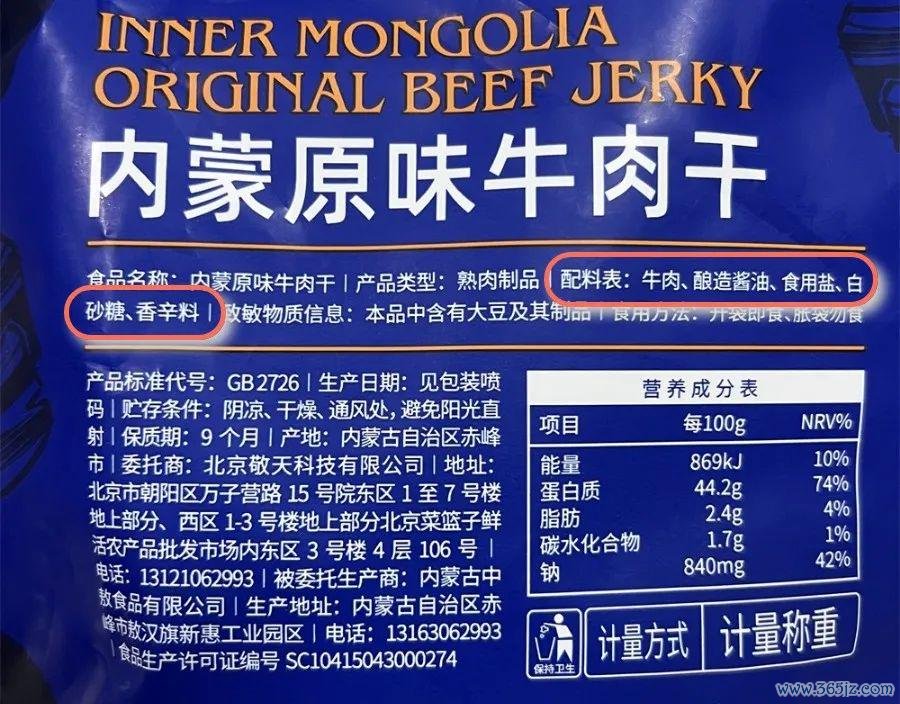 INNER MONGOLIA
ORIGINAL BEEF JERKY
内蒙原味牛肉干
食品名称：内蒙原味牛肉干｜产品类型：熟肉制品｜配料表：牛肉、酿造酱油、食用盐、白
砂糖、香辛料｜致敏物质信息：本品中含有大豆及其制品｜食用方法：开袋即食、胀袋勿食
产品标准代号：GB 2726｜生产日期：见包装喷
码｜贮存条件：阴凉、干燥、通风处，避免阳光直
射｜保质期：9 个月｜产地：内蒙古自治区赤峰
市｜委托商：北京敬天科技有限公司｜地址：
北京市朝阳区万子营路 15 号院东区 1 至 7 号楼
地上部分、西区 1-3 号楼地上部分北京菜篮子鲜
活农产品批发市场内东区 3 号楼 4 层 106 号｜
电话：13121062993｜被委托生产商：内蒙古中
敖食品有限公司｜生产地址：内蒙古自治区赤
峰市敖汉旗新惠工业园区｜电话：13163062993
｜食品生产许可证编号 SC10415043000274
营养成分表
项目 每100g NRV%
能量 869kJ 10%
蛋白质 44.2g 74%
脂肪 2.4g 4%
碳水化合物 1.7g 1%
钠 840mg 42%
保持卫生
计量方式 计量称重
www.365jz.com